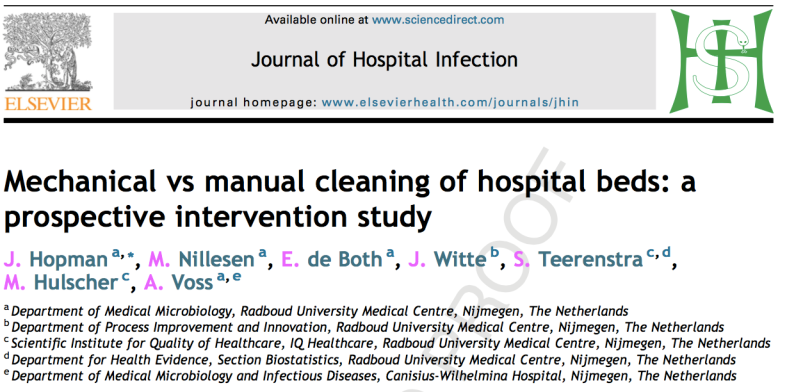 Available online at www.sciencedirect.com
Journal of Hospital Infection
journal homepage: www.elsevierhealth.com/journals/jhin
ELSEVIER
Mechanical vs manual cleaning of hospital beds: a
prospective intervention study
J. Hopman a,*, M. Nillesen a, E. de Both a, J. Witte b, S. Teerenstra c,d,
M. Hulscher c, A. Voss a,e
a Department of Medical Microbiology, Radboud University Medical Centre, Nijmegen, The Netherlands
b Department of Process Improvement and Innovation, Radboud University Medical Centre, Nijmegen, The Netherlands
c Scientific Institute for Quality of Healthcare, IQ Healthcare, Radboud University Medical Centre, Nijmegen, The Netherlands
d Department for Health Evidence, Section Biostatistics, Radboud University Medical Centre, Nijmegen, The Netherlands
e Department of Medical Microbiology and Infectious Diseases, Canisius-Wilhelmina Hospital, Nijmegen, The Netherlands
PROOF